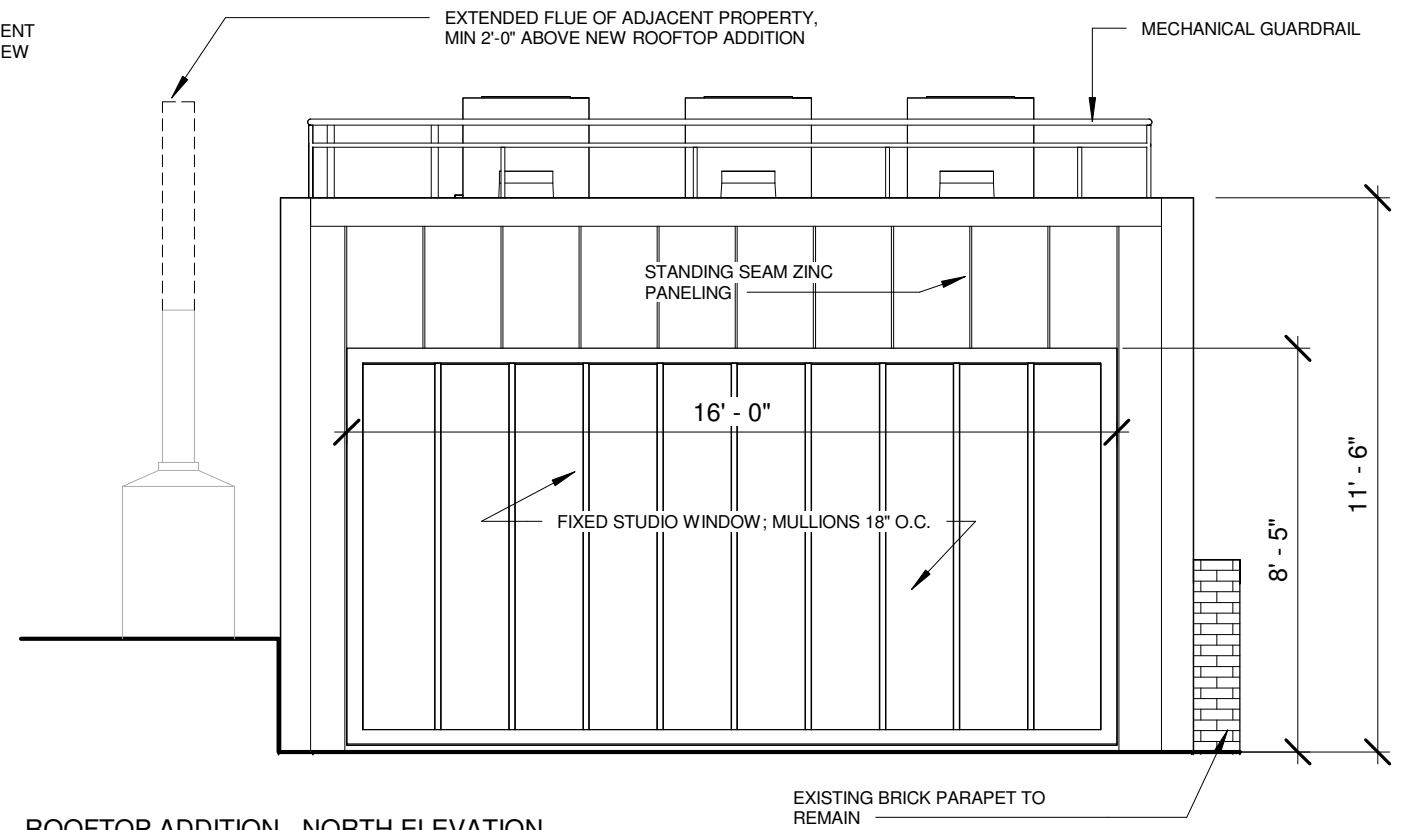 ENT
EW
EXTENDED FLUE OF ADJACENT PROPERTY,
MIN 2'-0" ABOVE NEW ROOFTOP ADDITION
MECHANICAL GUARDRAIL
STANDING SEAM ZINC
PANELING
16' - 0"
FIXED STUDIO WINDOW; MULLIONS 18" O.C.
8' - 5"
11' - 6"
EXISTING BRICK PARAPET TO
REMAIN
ROOFTOP ADDITION - NORTH ELEVATION